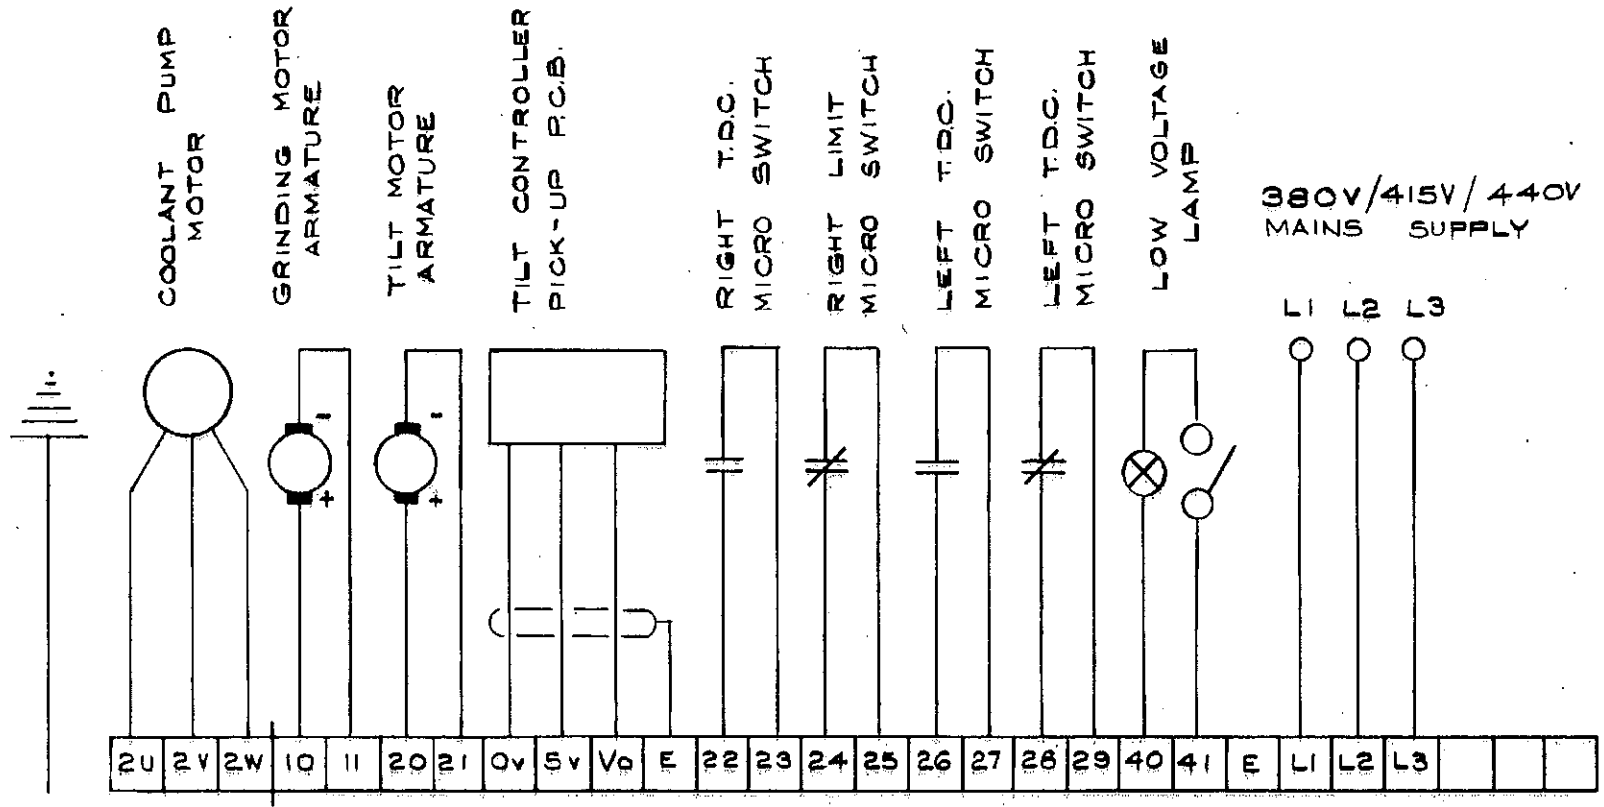 COOLANT PUMP
MOTOR
GRINDING MOTOR
ARMATURE
TILT MOTOR
ARMATURE
TILT CONTROLLER
PICK-UP P.C.B.
RIGHT T.D.C.
MICRO SWITCH
RIGHT LIMIT
MICRO SWITCH
LEFT T.D.C.
MICRO SWITCH
LEFT T.D.C.
MICRO SWITCH
LOW VOLTAGE
LAMP
380V/415V/440V
MAINS SUPPLY
L1 L2 L3
- -
+ +
2U 2V 2W 10 11 20 21 0v 5v Vo E 22 23 24 25 26 27 28 29 40 41 E L1 L2 L3